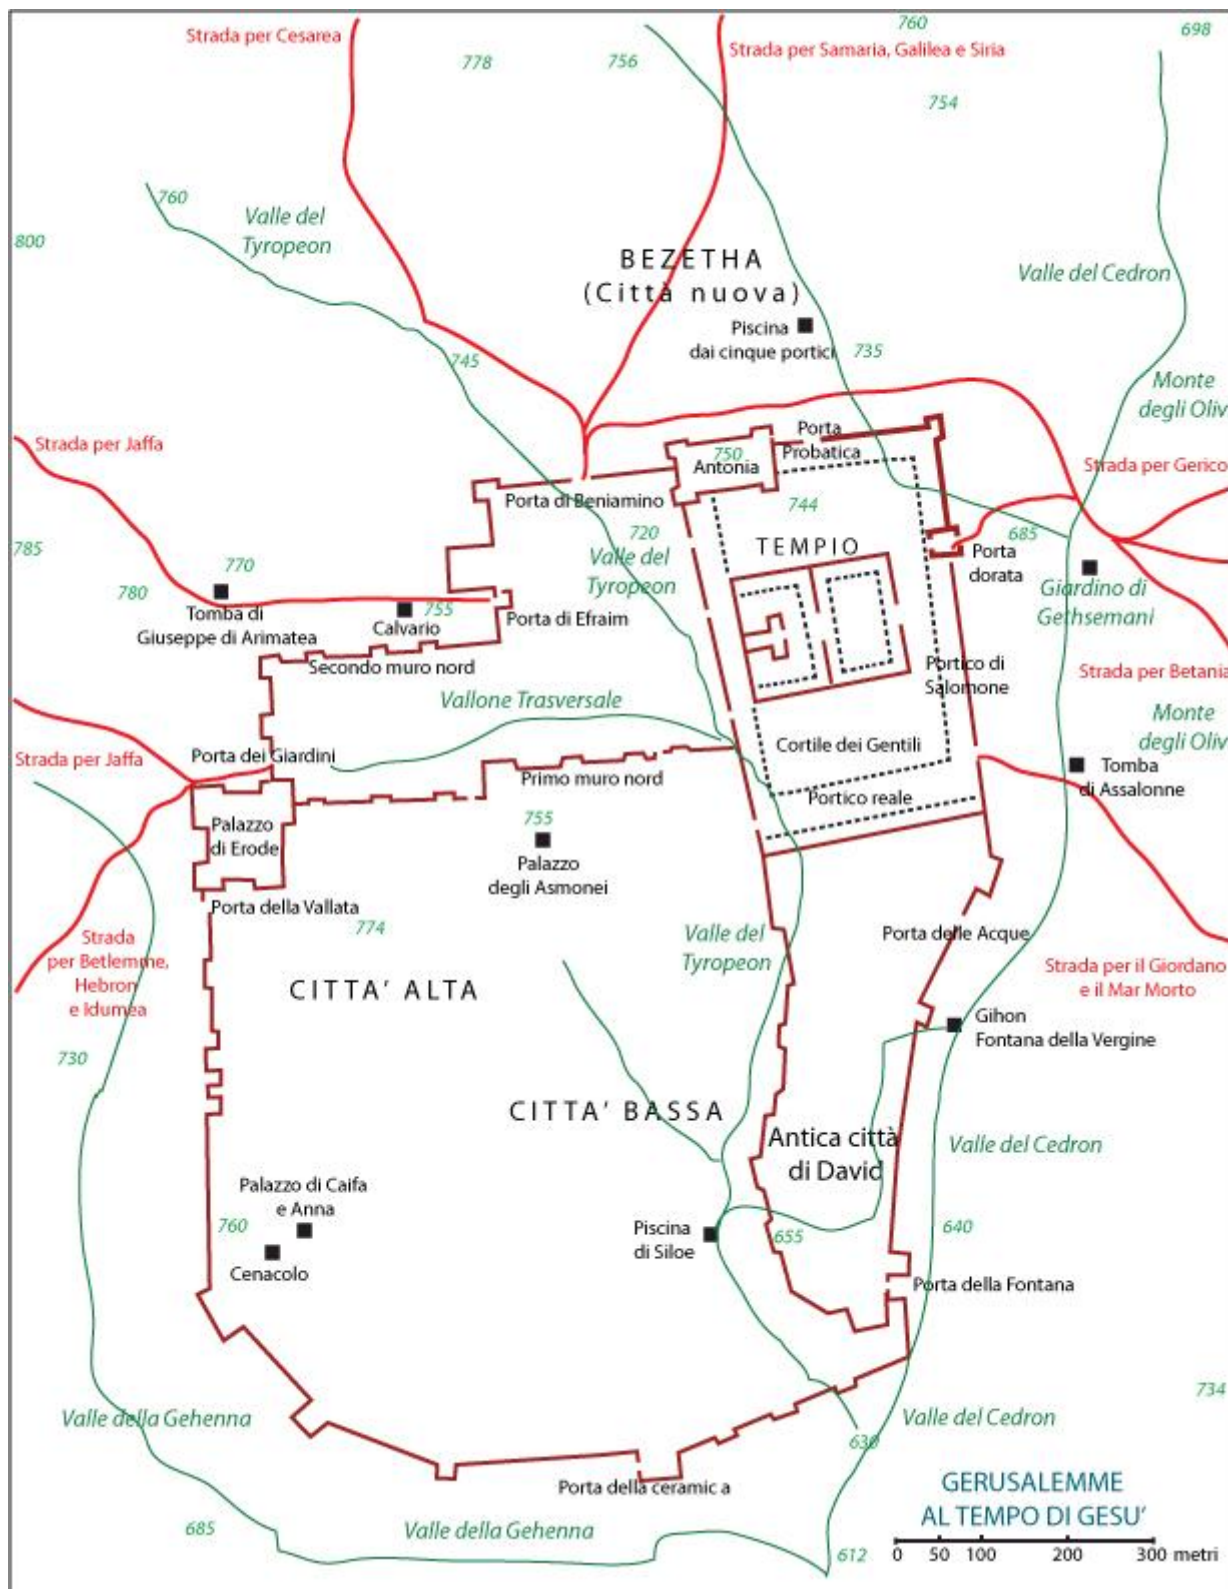 760
698
Strada per Cesarea
Strada per Samaria, Galilea e Siria
778
756
754
760
Valle del
Tyropeon
800
BEZETHA
(Città nuova)
Valle del Cedron
Piscina
dai cinque portici
735
745
Monte
degli Oliv
Strada per Jaffa
Porta
Probatica
750
Antonia
Strada per Gerico
Porta di Beniamino
744
720
685
785
TEMPIO
Valle del
Tyropeon
Porta
dorata
770
780
Giardino di
Gethsemani
Tomba di
Giuseppe di Arimatea
755
Calvario
Porta di Efraim
Secondo muro nord
Portico di
Salomone
Strada per Betania
Vallone Trasversale
Monte
degli Oliv
Strada per Jaffa
Porta dei Giardini
Cortile dei Gentili
Primo muro nord
Tomba
di Assalonne
Portico reale
Palazzo
di Erode
755
Palazzo
degli Asmonei
Porta della Vallata
774
Strada
per Betlemme,
Hebron
e Idumea
Valle del
Tyropeon
Porta delle Acque
Strada per il Giordano
e il Mar Morto
CITTA' ALTA
Gihon
Fontana della Vergine
730
CITTA' BASSA
Antica città
di David
Valle del Cedron
Palazzo di Caifa
e Anna
760
Cenacolo
Piscina
di Siloe
655
640
Porta della Fontana
734
Valle della Gehenna
Valle del Cedron
630
Porta della ceramic a
GERUSALEMME
AL TEMPO DI GESU'
685
Valle della Gehenna
612
0 50 100 200 300 metri